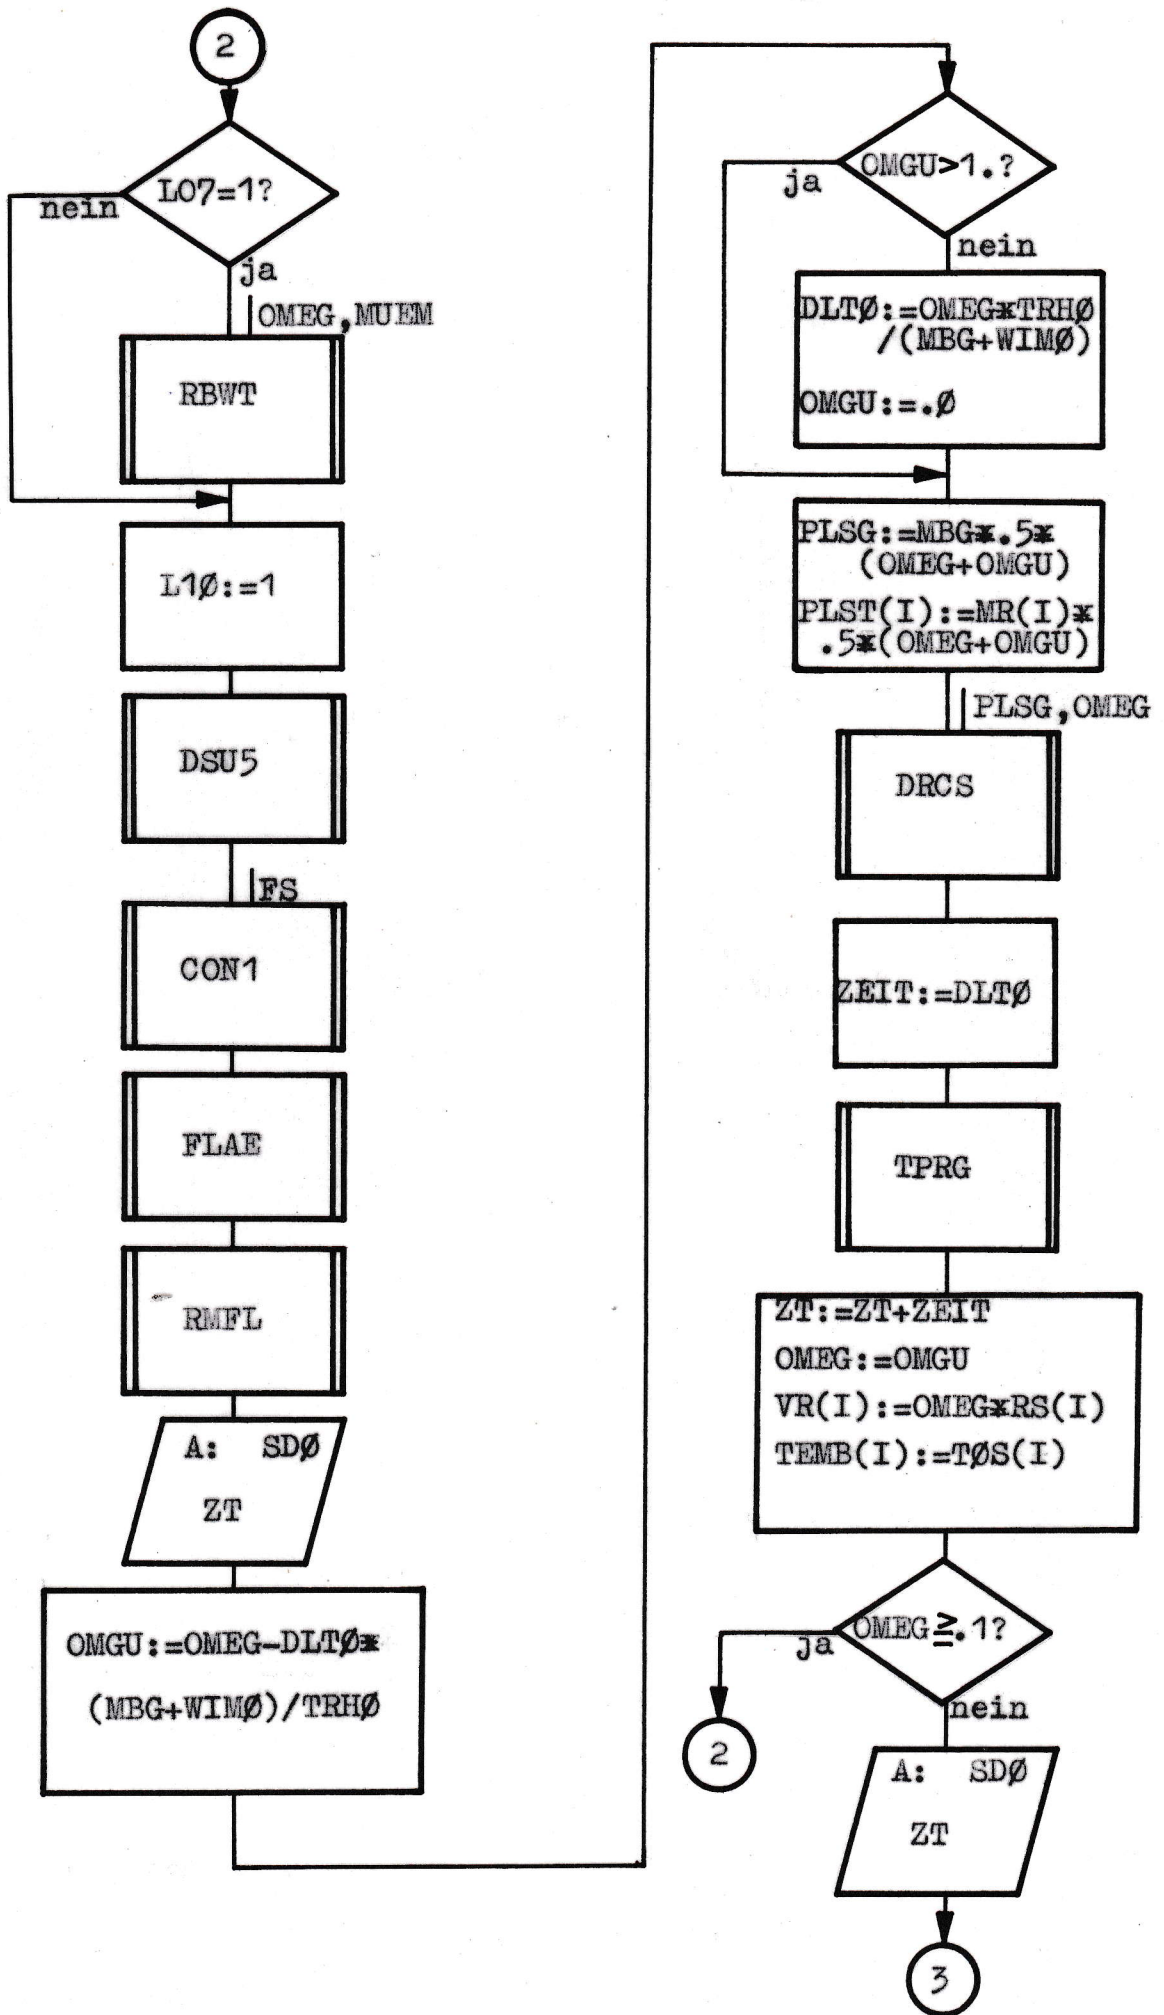 2
LO7=1?
nein
ja
OMEG,MUEM
RBWT
L1Ø:=1
DSU5
FS
CON1
FLAE
RMFL
A: SDØ
ZT
OMGU:=OMEG-DLTØ*
(MBG+WIMØ)/TRHØ
OMGU>1.?
ja
nein
DLTØ:=OMEG*TRHØ
/(MBG+WIMØ)
OMGU:=.Ø
PLSG:=MBG*.5*
(OMEG+OMGU)
PLST(I):=MR(I)*
.5*(OMEG+OMGU)
PLSG,OMEG
DRCS
ZEIT:=DLTØ
TPRG
ZT:=ZT+ZEIT
OMEG:=OMGU
VR(I):=OMEG*RS(I)
TEMB(I):=TØS(I)
OMEG≧.1?
ja
nein
2
A: SDØ
ZT
3